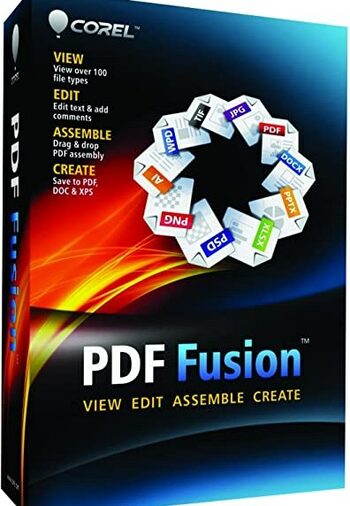 COREL™
VIEW
View over 100
file types
EDIT
Edit text & add
comments
ASSEMBLE
Drag & drop
PDF assembly
CREATE
Save to PDF,
DOC & XPS
TIF
JPG
PDF
DOCX
PPTX
XLSX
PSD
PNG
AI
WPD
PDF Fusion™
VIEW EDIT ASSEMBLE CREATE
PDF Fusion